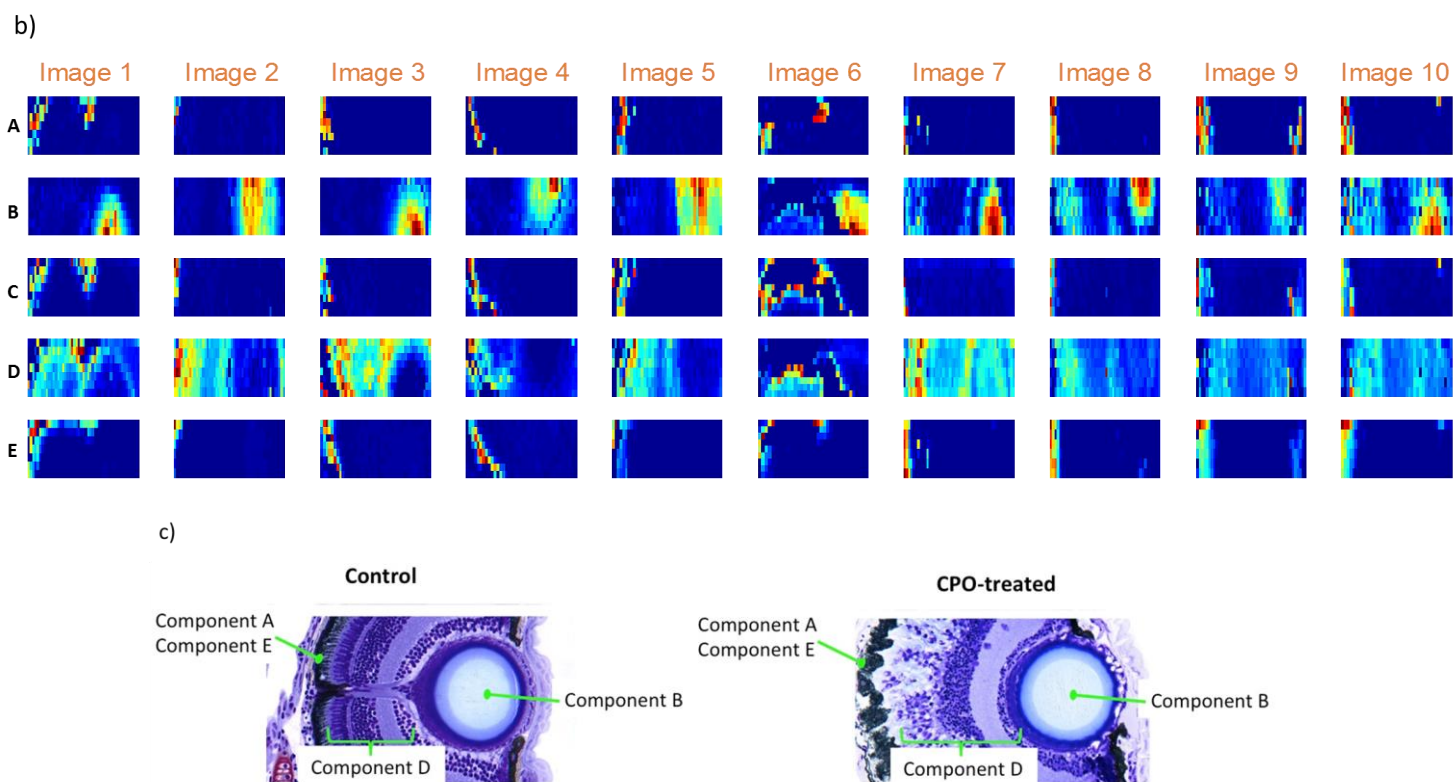 b)
Image 1 Image 2 Image 3 Image 4 Image 5 Image 6 Image 7 Image 8 Image 9 Image 10
A
B
C
D
E
c)
Control
Component A
Component E
Component B
Component D
CPO-treated
Component A
Component E
Component B
Component D